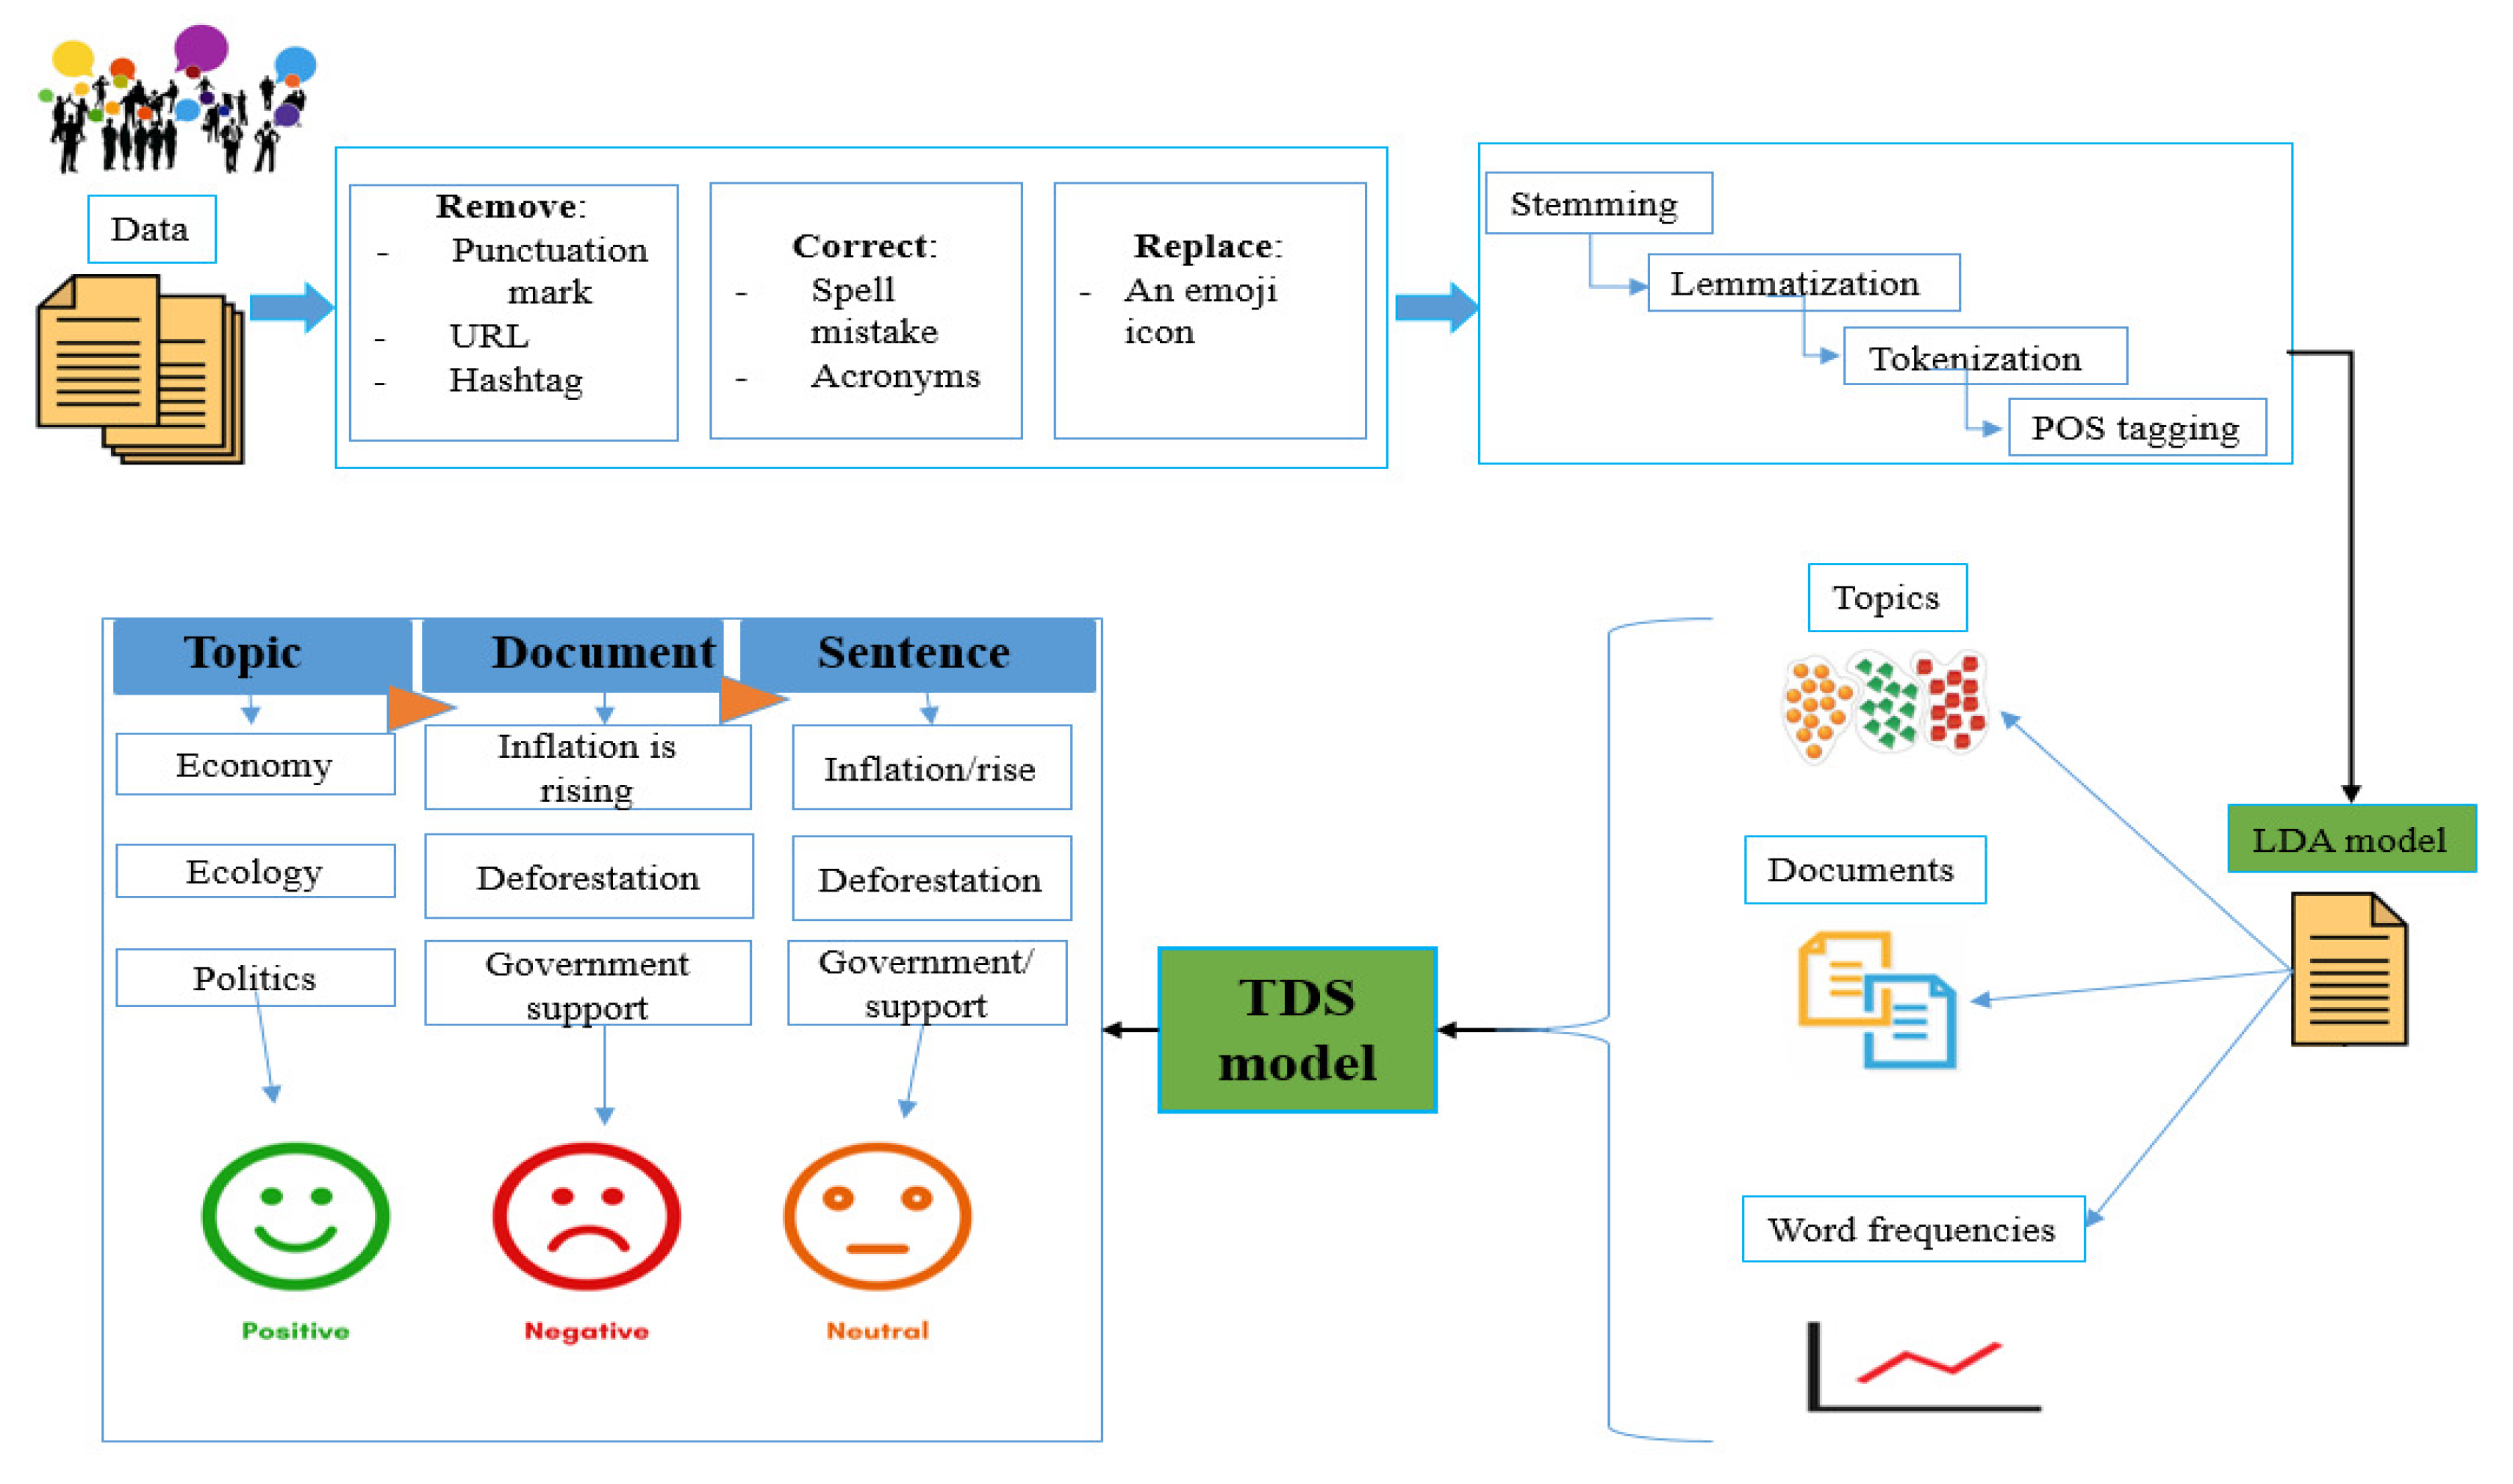 Data
Remove:
- Punctuation
mark
- URL
- Hashtag
Correct:
- Spell
mistake
- Acronyms
Replace:
- An emoji
icon
Stemming
Lemmatization
Tokenization
POS tagging
LDA model
Topics
Documents
Word frequencies
TDS
model
Topic
Document
Sentence
Economy
Inflation is
rising
Inflation/rise
Ecology
Deforestation
Deforestation
Politics
Government
support
Government/
support
Positive
Negative
Neutral